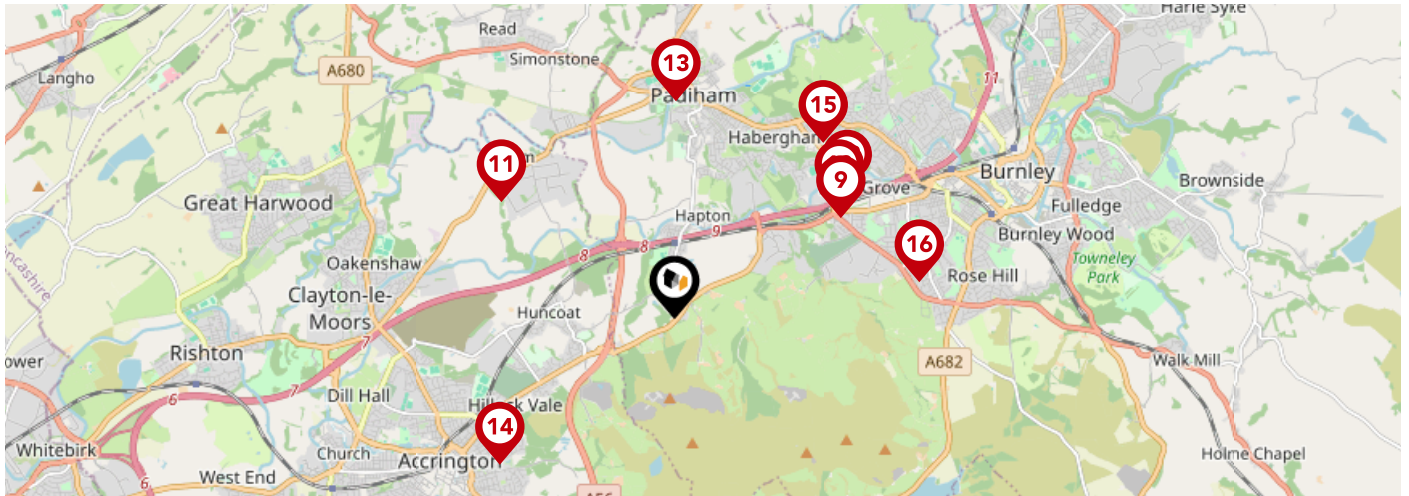 Harle Syke
Read
Simonstone
Langho
A680
13
11
Padiham
15
Habergham
m
11
9
Grove
Burnley
Brownside
Great Harwood
Fulledge
Hapton
9
8
8
Burnley Wood
16
Oakenshaw
Towneley
Park
Rose Hill
Clayton-le-
Moors
Huncoat
ncashire
7
Rishton
ower
A682
Walk Mill
7
6
Dill Hall
Hillock Vale
14
Whitebirk
Church
Accrington
Holme Chapel
West End
6
A56